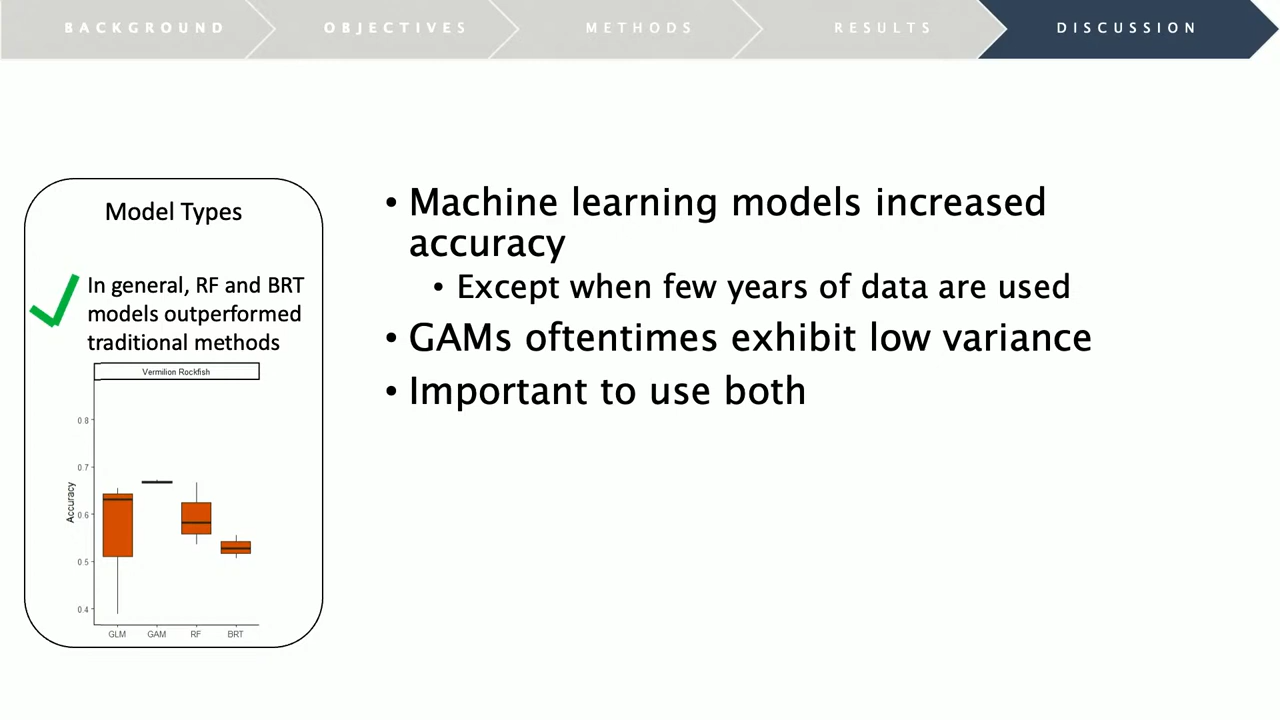 BACKGROUND
OBJECTIVES
METHODS
RESULTS
DISCUSSION
Model Types
In general, RF and BRT
models outperformed
traditional methods
Vermilion Rockfish
Accuracy
0.8
0.7
0.6
0.5
0.4
GLM GAM RF BRT
• Machine learning models increased
accuracy
• Except when few years of data are used
• GAMs oftentimes exhibit low variance
• Important to use both